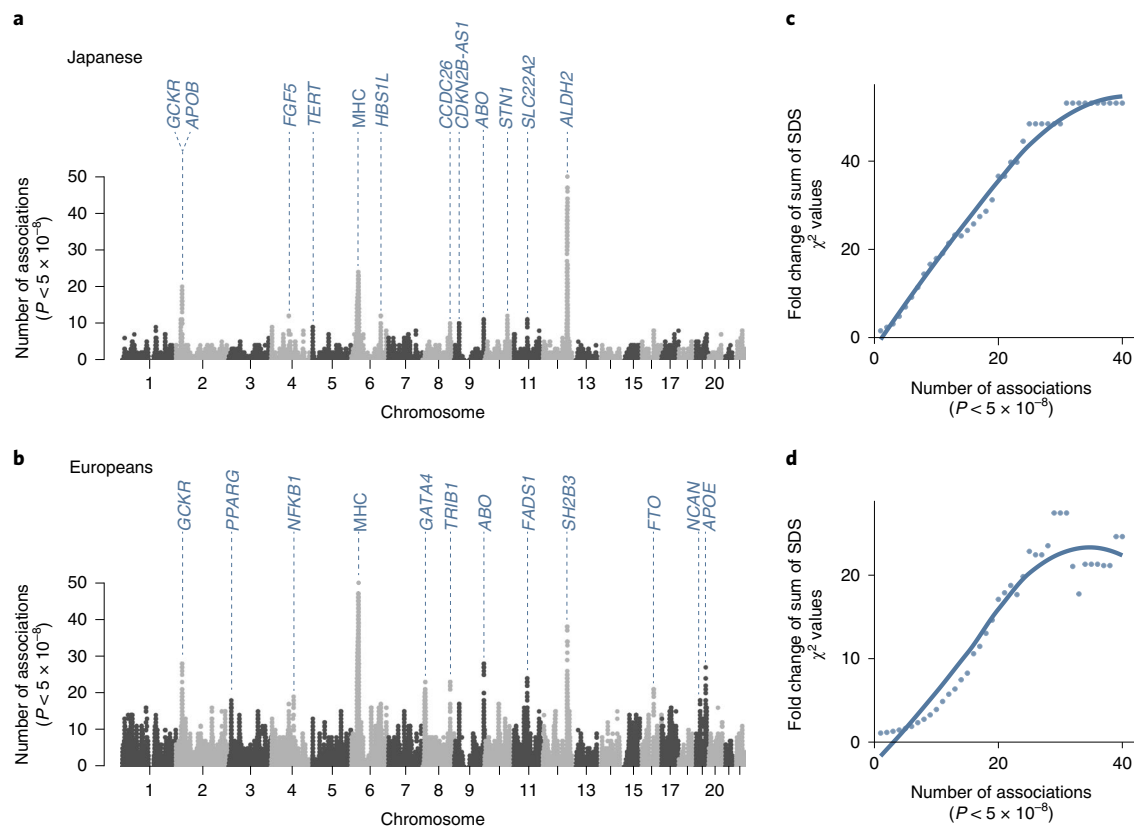 a
Japanese
GCKR
APOB
FGF5
TERT
MHC
HBS1L
CCDC26
CDKN2B-AS1
ABO
STN1
SLC22A2
ALDH2
Number of associations
(P < 5 × 10⁻⁸)
50
40
30
20
10
0
1 2 3 4 5 6 7 8 9 11 13 15 17 20
Chromosome
b
Europeans
GCKR
PPARG
NFKB1
MHC
GATA4
TRIB1
ABO
FADS1
SH2B3
FTO
NCAN
APOE
Number of associations
(P < 5 × 10⁻⁸)
50
40
30
20
10
0
1 2 3 4 5 6 7 8 9 11 13 15 17 20
Chromosome
c
Fold change of sum of SDS
χ² values
40
20
0
0 20 40
Number of associations
(P < 5 × 10⁻⁸)
d
Fold change of sum of SDS
χ² values
20
10
0
0 20 40
Number of associations
(P < 5 × 10⁻⁸)